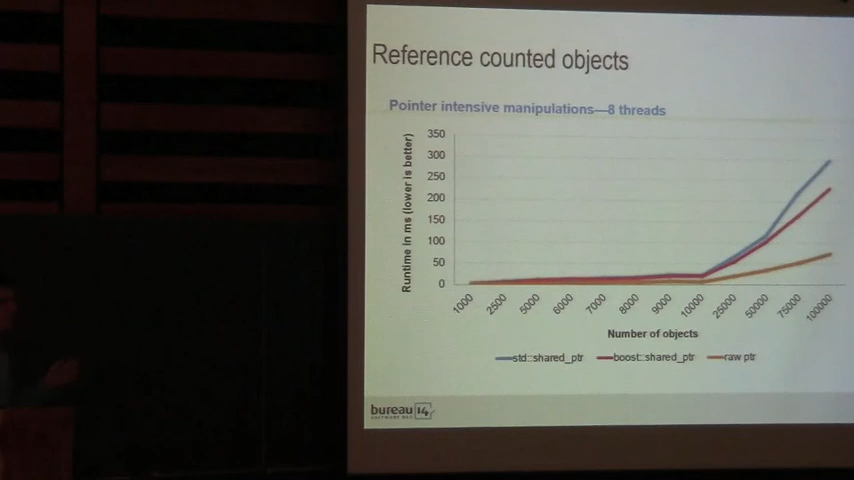 Reference counted objects
Pointer intensive manipulations—8 threads
Runtime in ms (lower is better)
350
300
250
200
150
100
50
0
1000
2500
5000
6000
7000
8000
9000
10000
25000
50000
75000
100000
Number of objects
std::shared_ptr
boost::shared_ptr
raw ptr
bureau 14